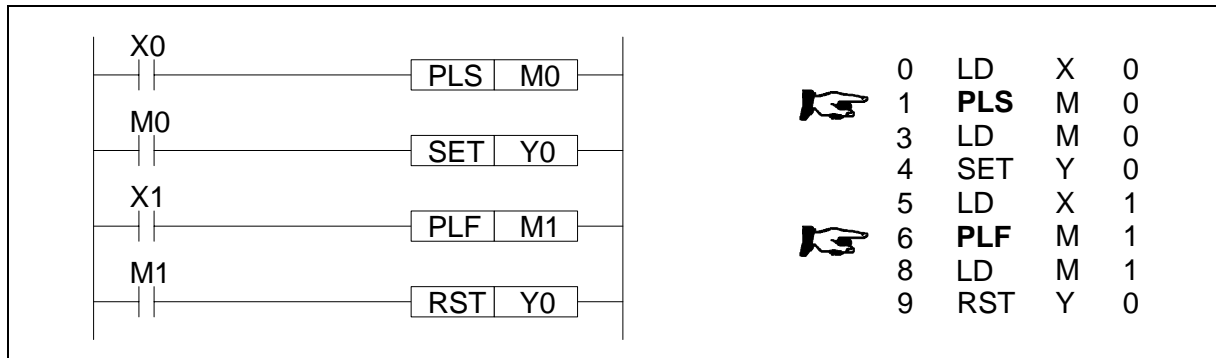 X0
PLS M0
M0
SET Y0
X1
PLF M1
M1
RST Y0
0 LD X 0
1 PLS M 0
3 LD M 0
4 SET Y 0
5 LD X 1
6 PLF M 1
8 LD M 1
9 RST Y 0